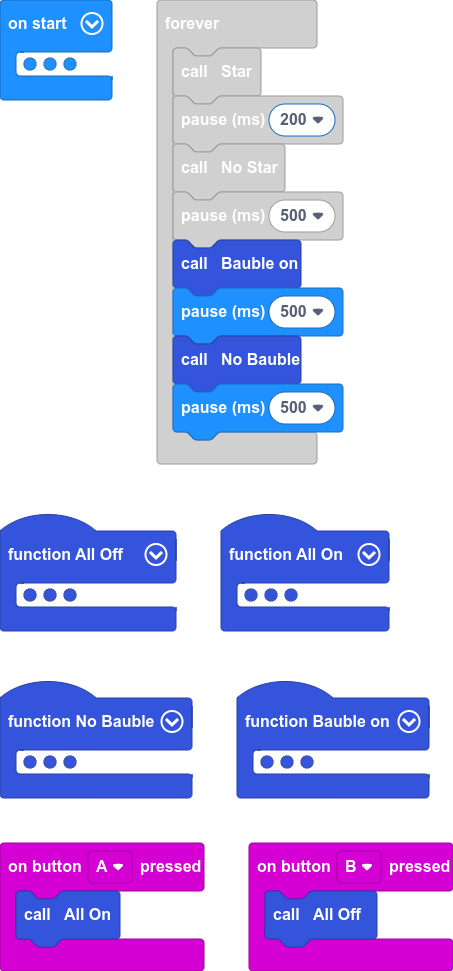 on start
forever
call Star
pause (ms) 200
call No Star
pause (ms) 500
call Bauble on
pause (ms) 500
call No Bauble
pause (ms) 500
function All Off
function All On
function No Bauble
function Bauble on
on button A pressed
call All On
on button B pressed
call All Off